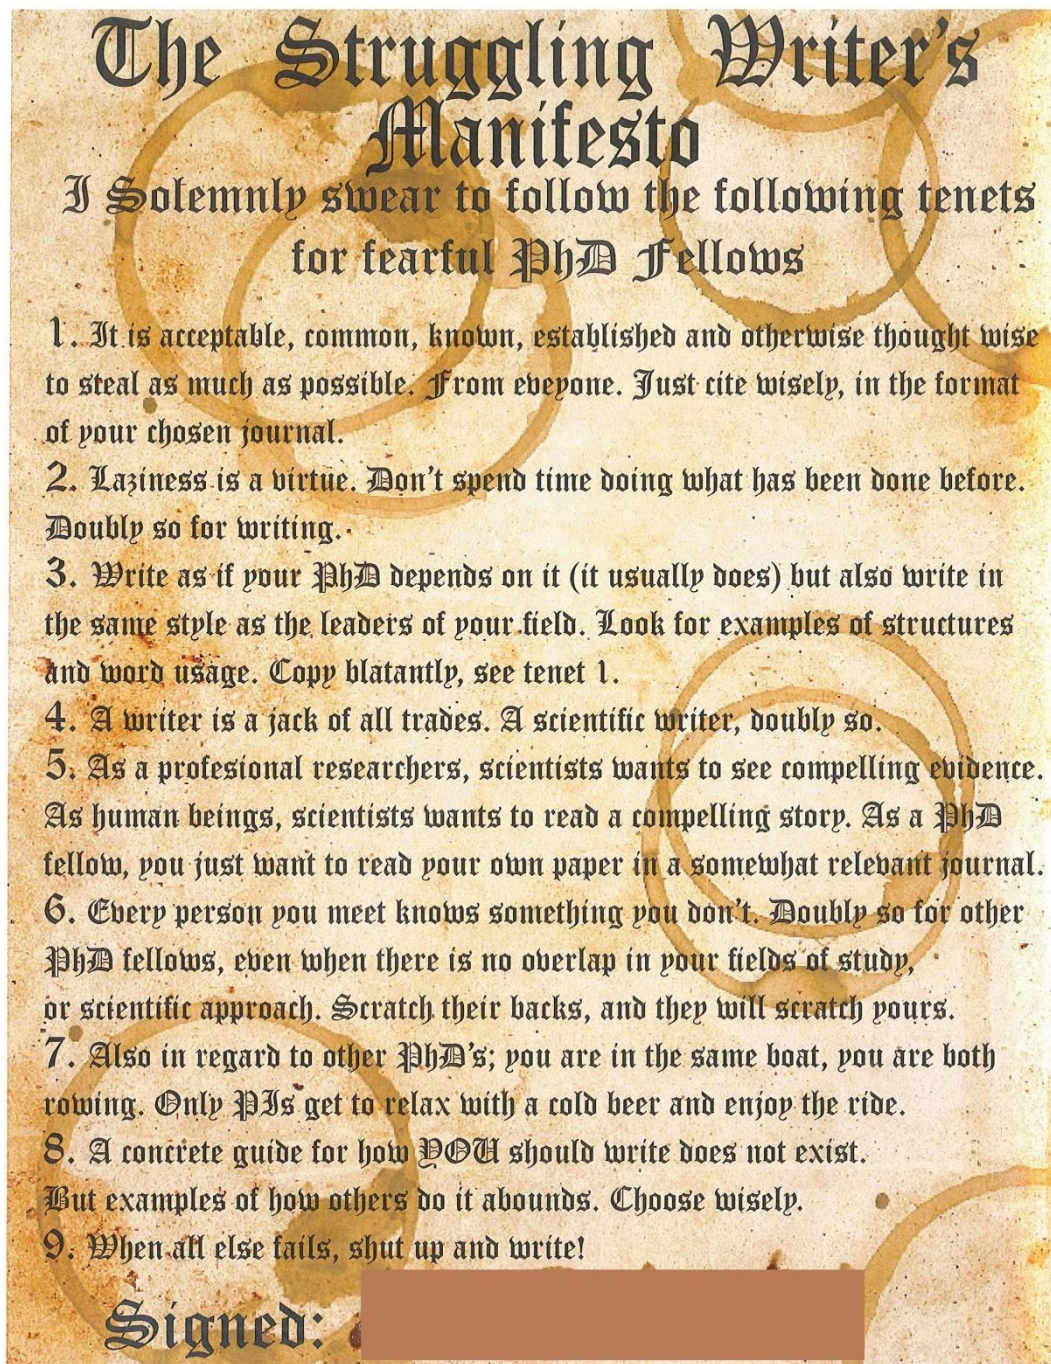 The Struggling Writer's
Manifesto
I Solemnly swear to follow the following tenets
for fearful PhD Fellows
1. It is acceptable, common, known, established and otherwise thought wise
to steal as much as possible. From eveyone. Just cite wisely, in the format
of your chosen journal.
2. Laziness is a virtue. Don't spend time doing what has been done before.
Doubly so for writing.
3. Write as if your PhD depends on it (it usually does) but also write in
the same style as the leaders of your field. Look for examples of structures
and word usage. Copy blatantly, see tenet 1.
4. A writer is a jack of all trades. A scientific writer, doubly so.
5. As a profesional researchers, scientists wants to see compelling evidence.
As human beings, scientists wants to read a compelling story. As a PhD
fellow, you just want to read your own paper in a somewhat relevant journal.
6. Every person you meet knows something you don't. Doubly so for other
PhD fellows, even when there is no overlap in your fields of study,
or scientific approach. Scratch their backs, and they will scratch yours.
7. Also in regard to other PhD's; you are in the same boat, you are both
rowing. Only PIs get to relax with a cold beer and enjoy the ride.
8. A concrete guide for how YOU should write does not exist.
But examples of how others do it abounds. Choose wisely.
9. When all else fails, shut up and write!
Signed: